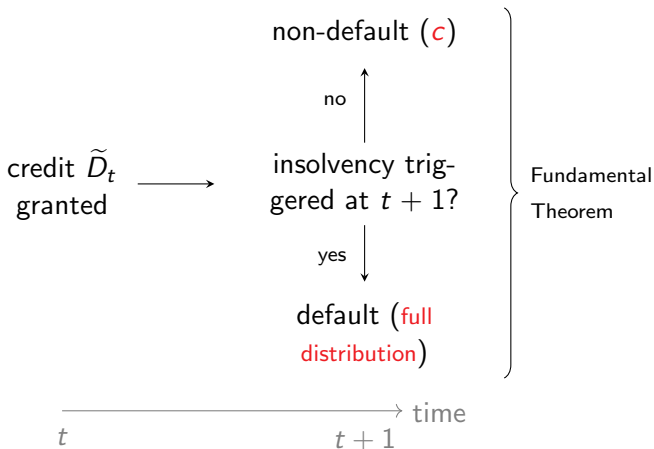 non-default (c)
no
credit D̃ₜ
granted
insolvency trig-
gered at t + 1?
Fundamental
Theorem
yes
default (full
distribution)
time
t
t + 1